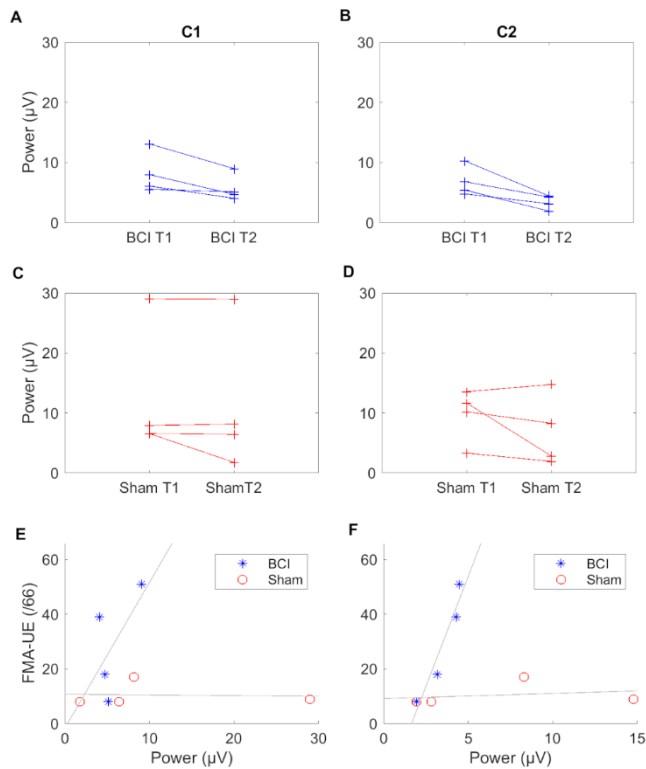 A
C1
B
C2
30
20
10
0
Power (µV)
BCI T1
BCI T2
30
20
10
0
BCI T1
BCI T2
C
D
30
20
10
0
Power (µV)
Sham T1
ShamT2
30
20
10
0
Sham T1
Sham T2
E
F
60
40
20
0
FMA-UE (/66)
BCI
Sham
0
10
20
30
Power (µV)
60
40
20
0
BCI
Sham
0
5
10
15
Power (µV)